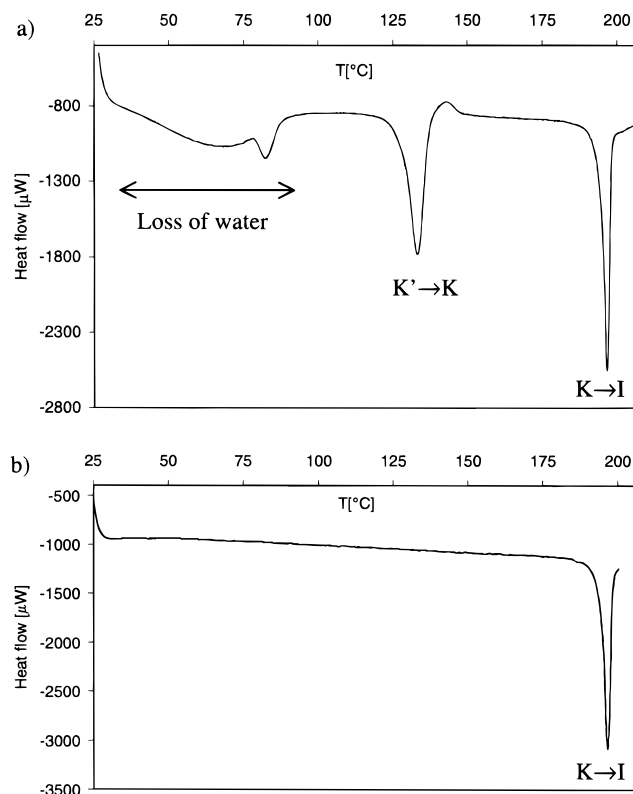 a)
25 50 75 100 125 150 175 200
T[°C]
-800
-1300
-1800
-2300
-2800
Heat flow [µW]
Loss of water
K’→K
K→I
b)
25 50 75 100 125 150 175 200
T[°C]
-500
-1000
-1500
-2000
-2500
-3000
-3500
Heat flow [µW]
K→I